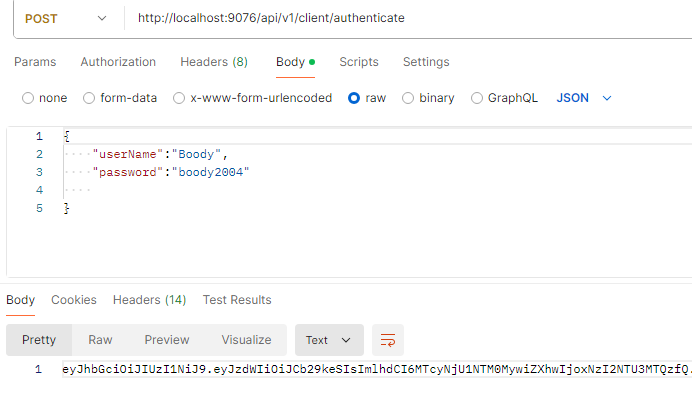 POST http://localhost:9076/api/v1/client/authenticate
Params Authorization Headers (8) Body Scripts Settings
none form-data x-www-form-urlencoded raw binary GraphQL JSON
1 {
2 "userName":"Boody",
3 "password":"boody2004"
4
5 }
Body Cookies Headers (14) Test Results
Pretty Raw Preview Visualize Text
1 eyJhbGciOiJIUzI1NiJ9.eyJzdWIiOiJCb29keSIsImlhdCI6MTcyNjU1NTM0MywiZXhwIjoxNzI2NTU3MTQzfQ.